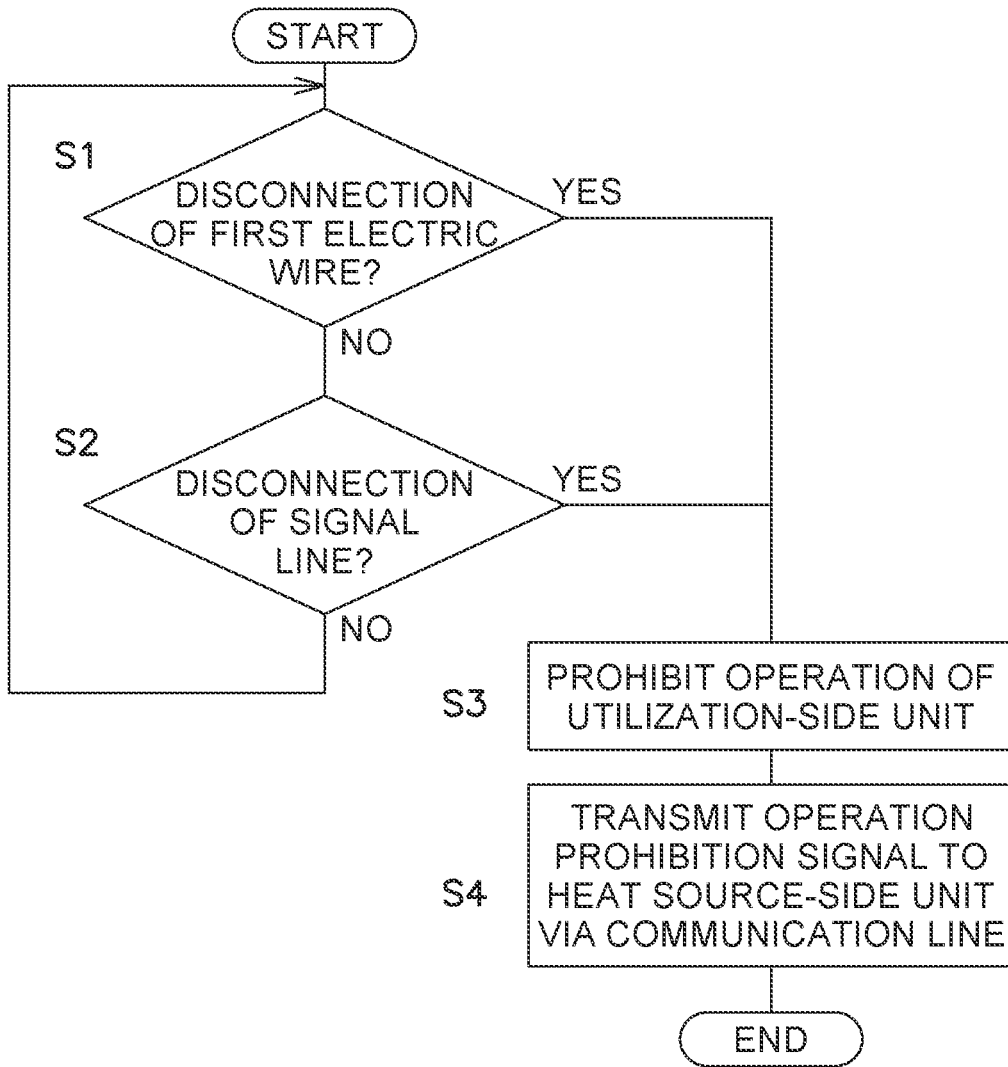 START
S1
DISCONNECTION
OF FIRST ELECTRIC
WIRE?
YES
NO
S2
DISCONNECTION
OF SIGNAL
LINE?
YES
NO
S3
PROHIBIT OPERATION OF
UTILIZATION-SIDE UNIT
S4
TRANSMIT OPERATION
PROHIBITION SIGNAL TO
HEAT SOURCE-SIDE UNIT
VIA COMMUNICATION LINE
END